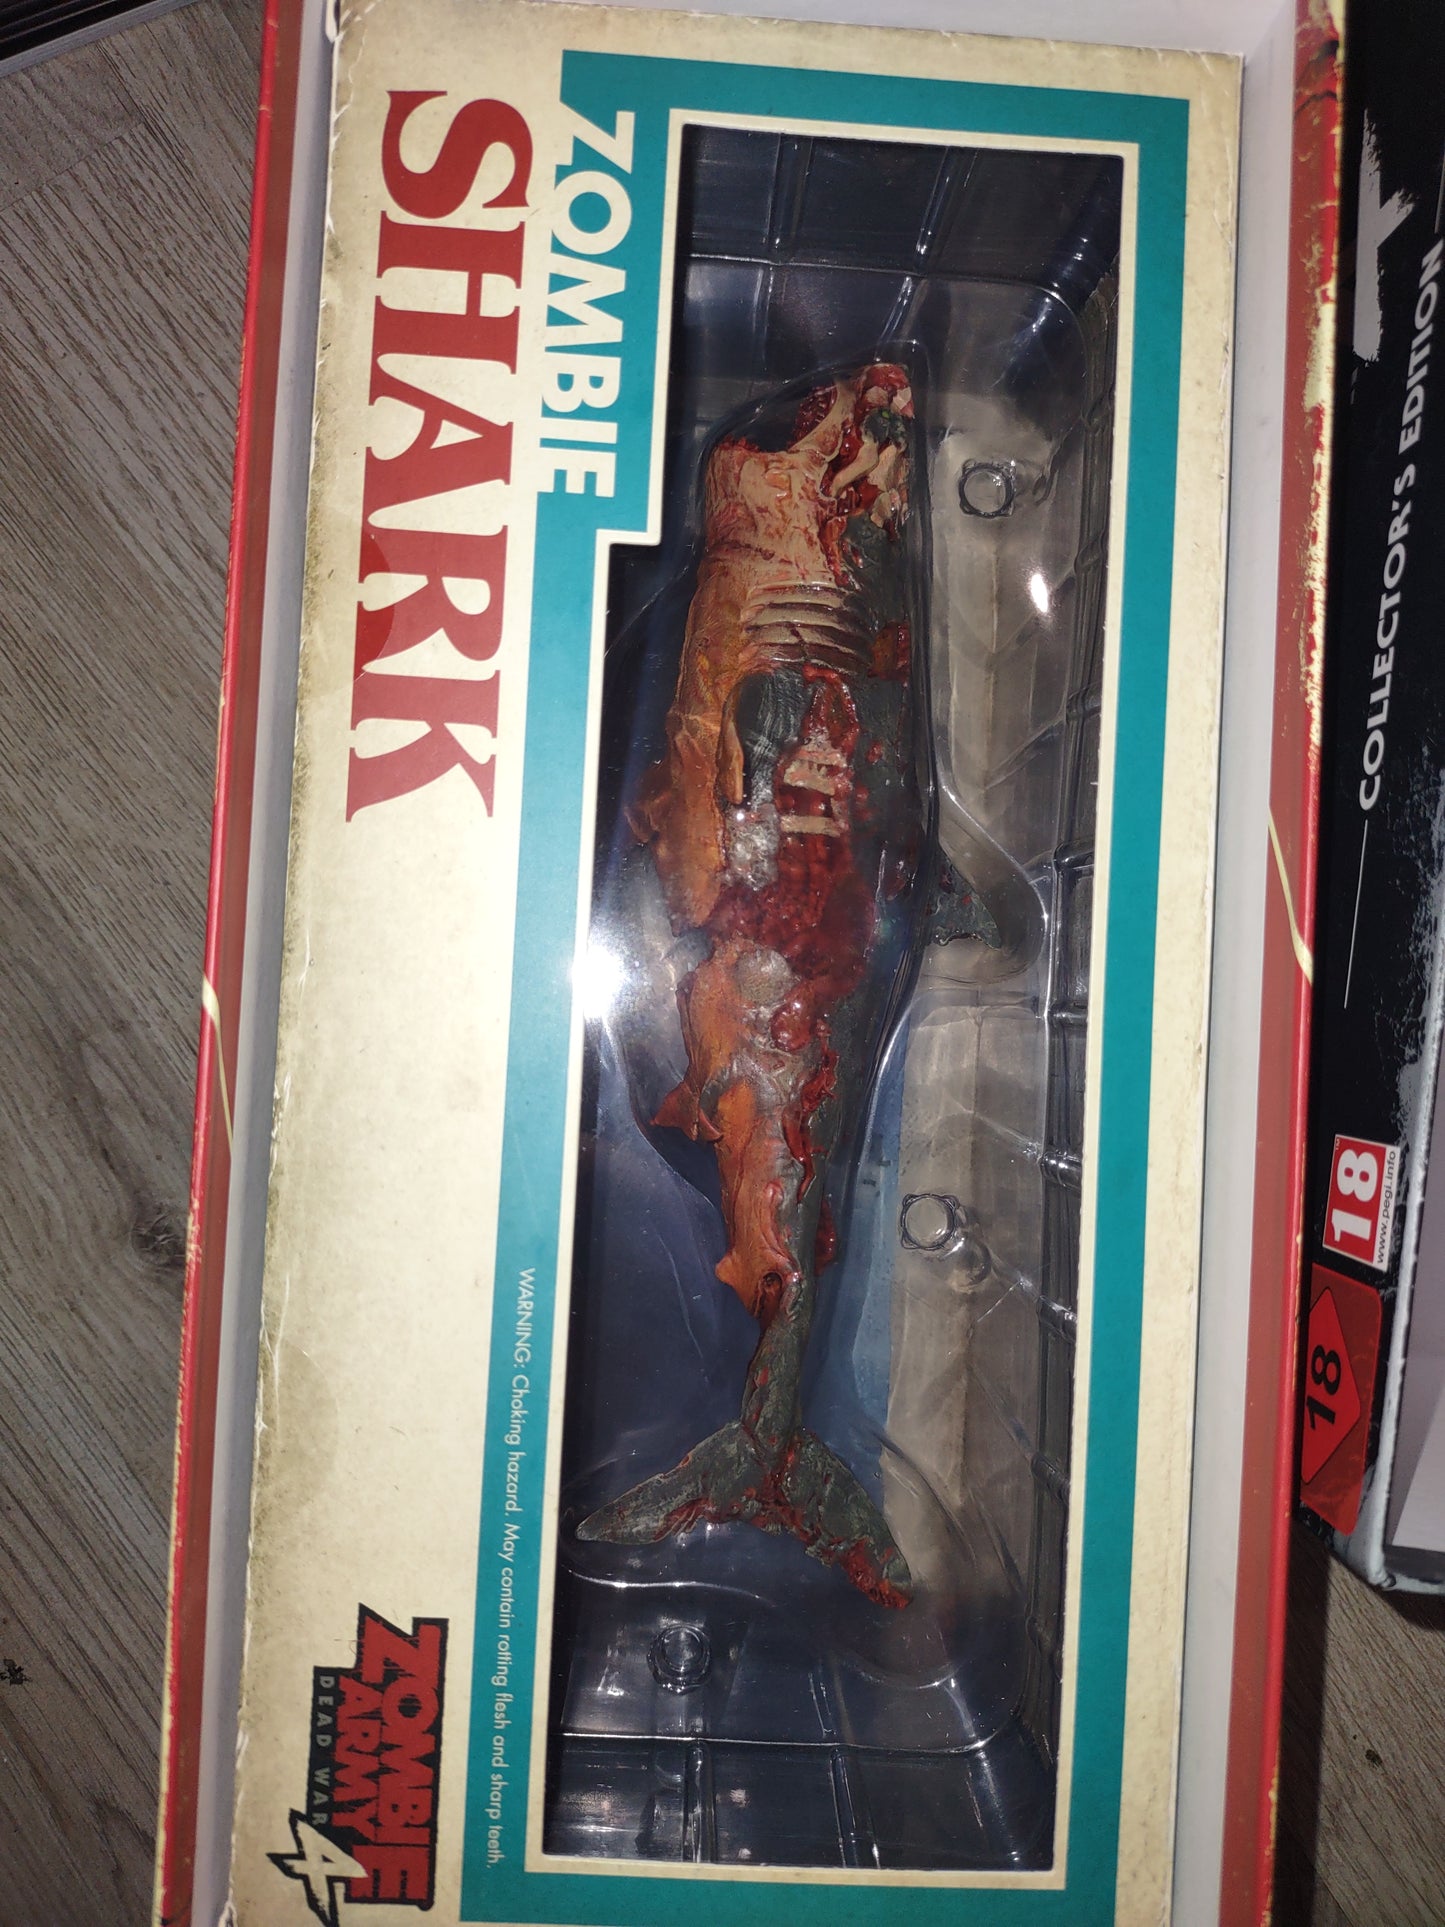 ZOMBIE
SHARK
WARNING: Choking hazard. May contain rotting flesh and sharp teeth.
ZOMBIE
ARMY
DEAD WAR
4
COLLECTOR'S EDITION
18
www.pegi.info
18